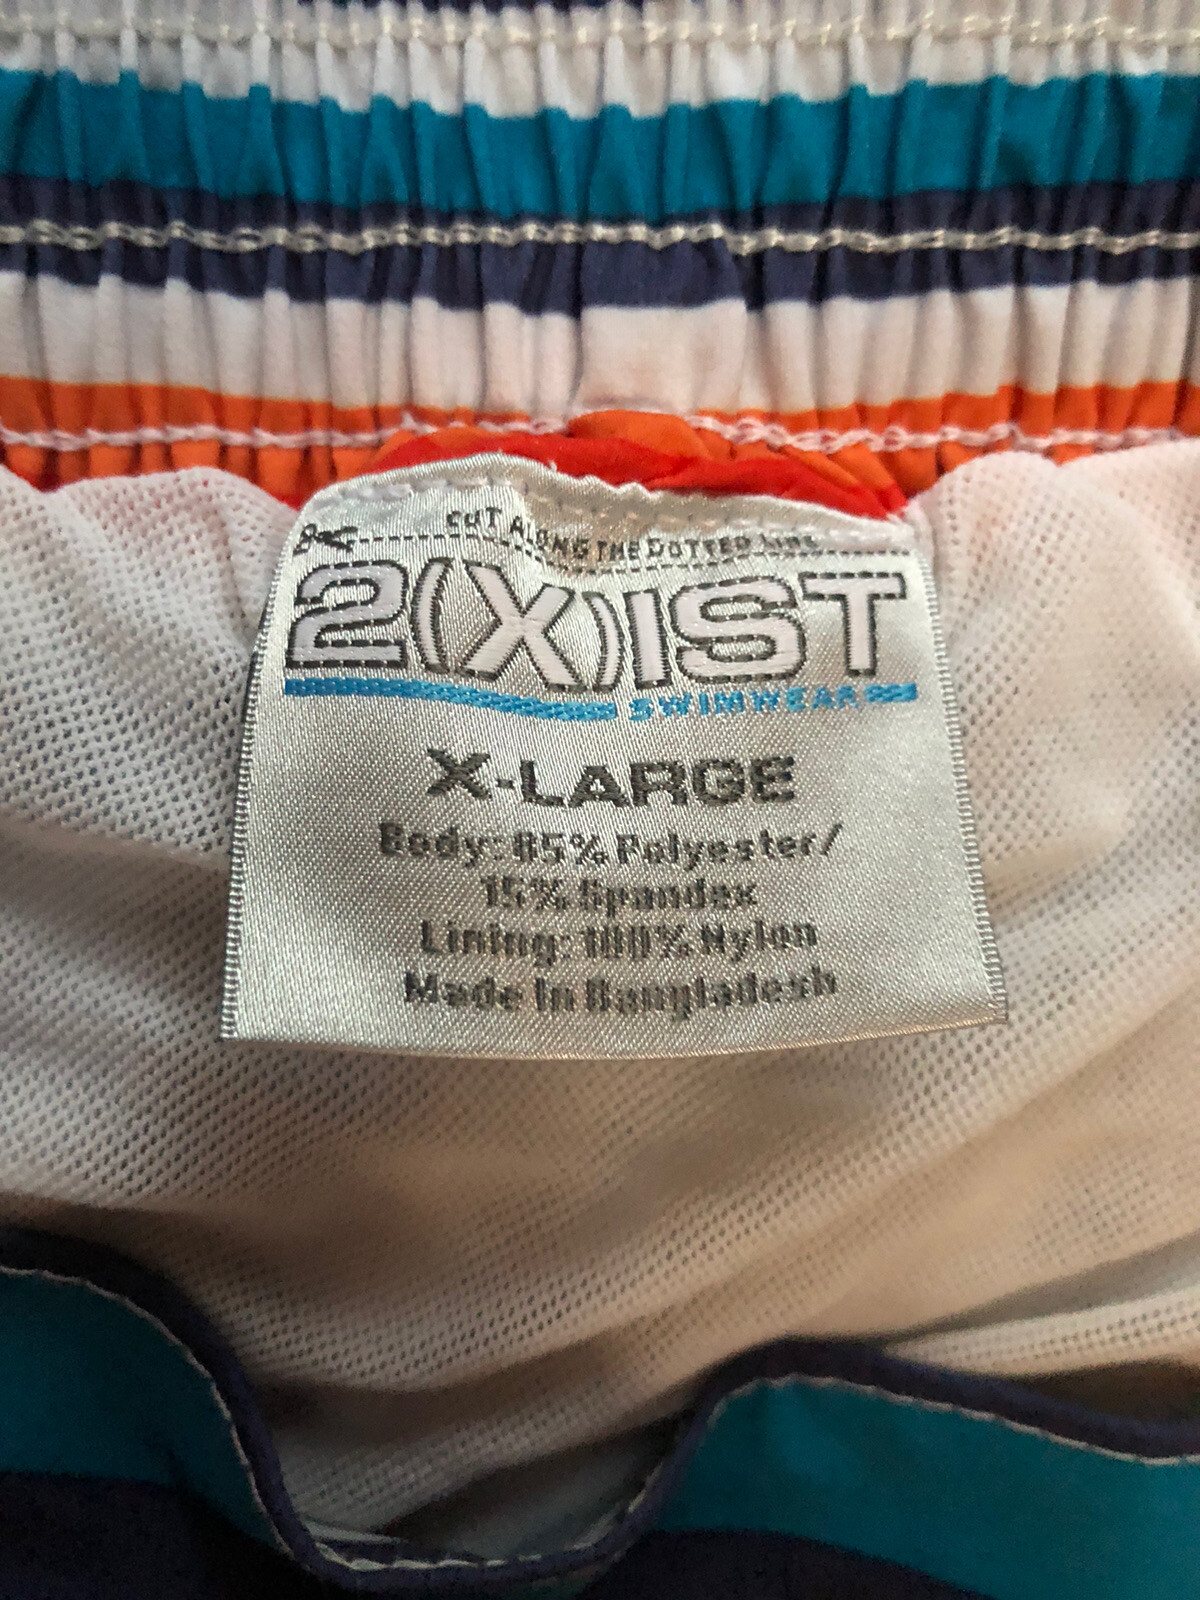 CUT ALONG THE DOTTED LINE
2(X)IST
SWIMWEAR
X-LARGE
Body: 85% Polyester/
15% Spandex
Lining: 100% Nylon
Made In Bangladesh